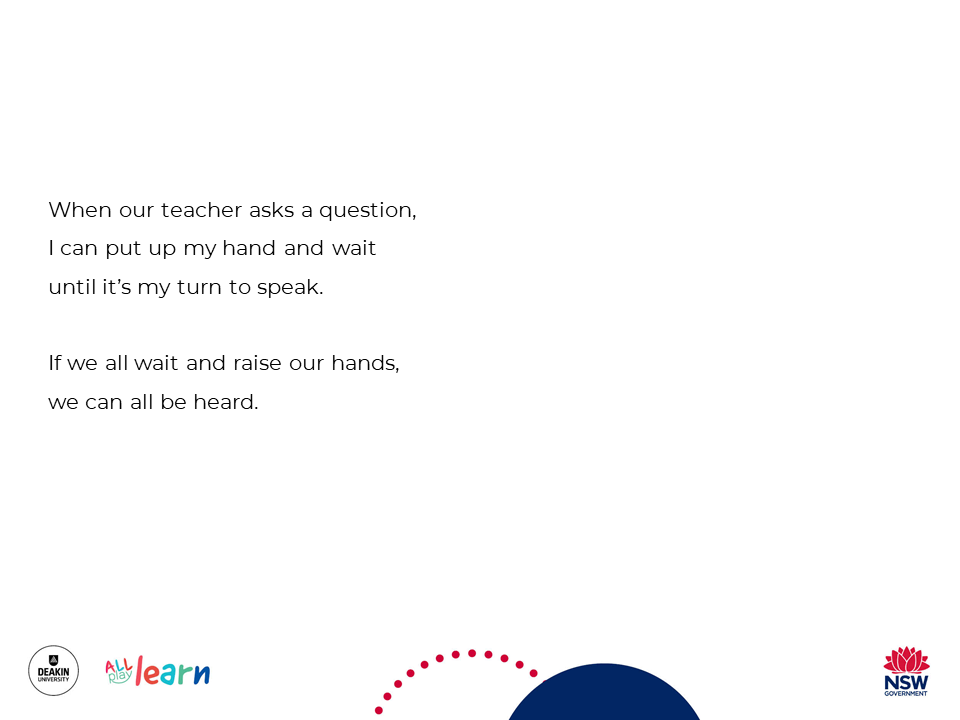 When our teacher asks a question,
I can put up my hand and wait
until it’s my turn to speak.
If we all wait and raise our hands,
we can all be heard.
DEAKIN
UNIVERSITY
ALL
play
learn
NSW
GOVERNMENT